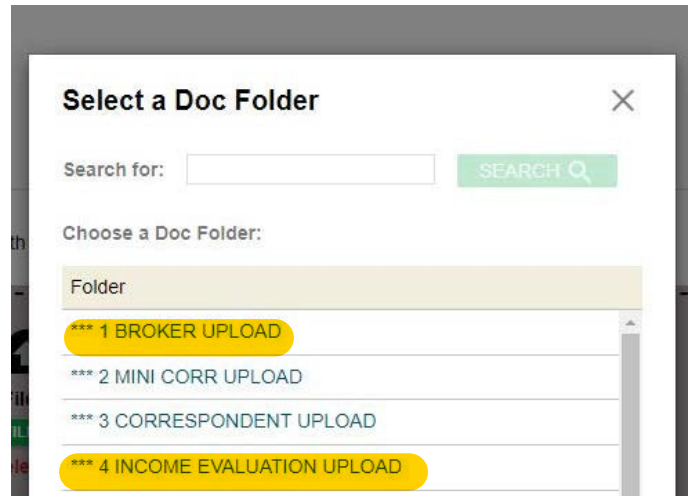 Select a Doc Folder
Search for:
SEARCH
Choose a Doc Folder:
th
Folder
*** 1 BROKER UPLOAD
*** 2 MINI CORR UPLOAD
*** 3 CORRESPONDENT UPLOAD
*** 4 INCOME EVALUATION UPLOAD